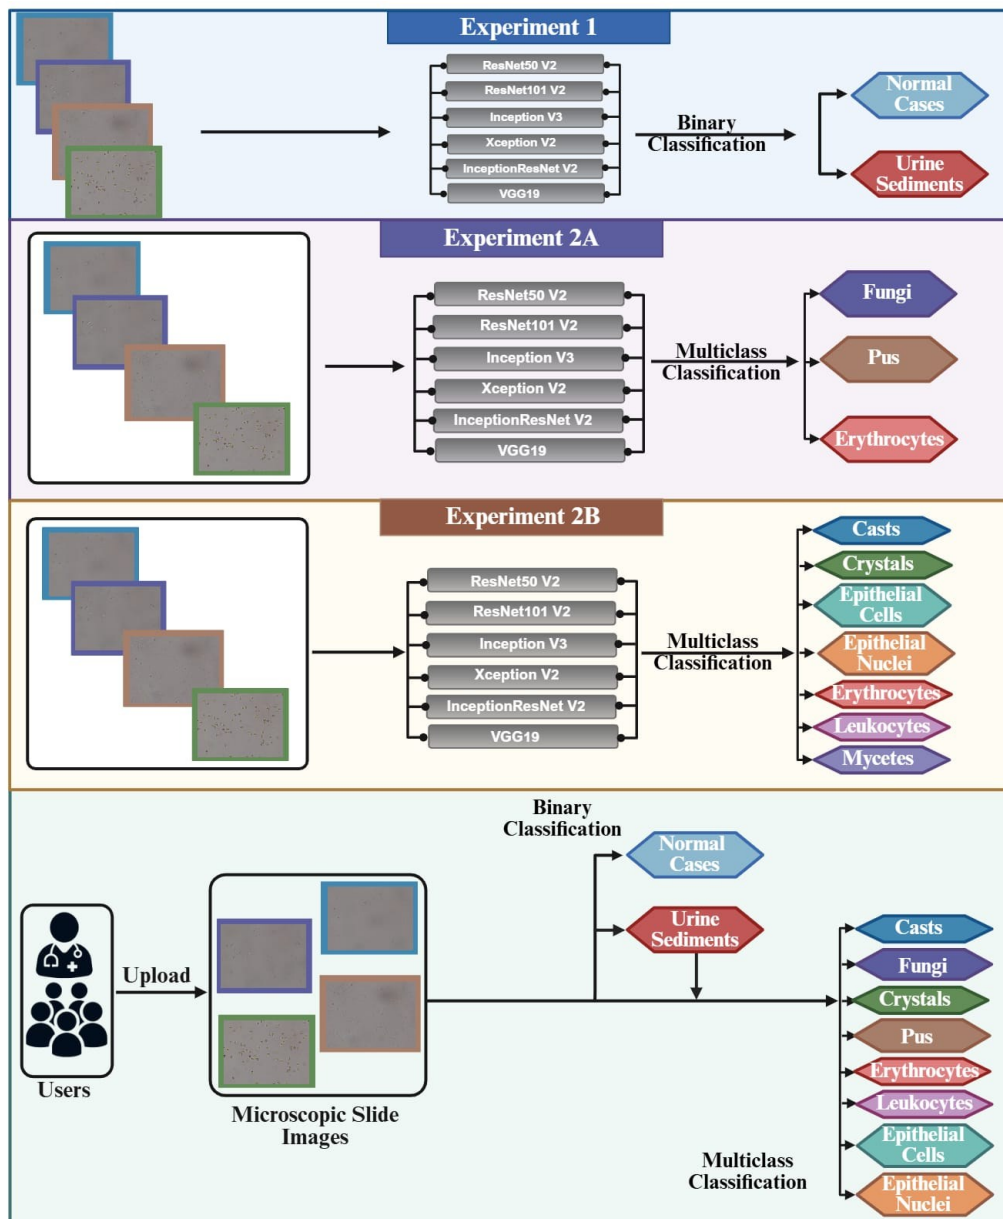 Experiment 1
ResNet50 V2
ResNet101 V2
Inception V3
Xception V2
InceptionResNet V2
VGG19
Binary
Classification
Normal
Cases
Urine
Sediments
Experiment 2A
ResNet50 V2
ResNet101 V2
Inception V3
Xception V2
InceptionResNet V2
VGG19
Multiclass
Classification
Fungi
Pus
Erythrocytes
Experiment 2B
ResNet50 V2
ResNet101 V2
Inception V3
Xception V2
InceptionResNet V2
VGG19
Multiclass
Classification
Casts
Crystals
Epithelial
Cells
Epithelial
Nuclei
Erythrocytes
Leukocytes
Mycetes
Users
Upload
Microscopic Slide
Images
Binary
Classification
Normal
Cases
Urine
Sediments
Multiclass
Classification
Casts
Fungi
Crystals
Pus
Erythrocytes
Leukocytes
Epithelial
Cells
Epithelial
Nuclei